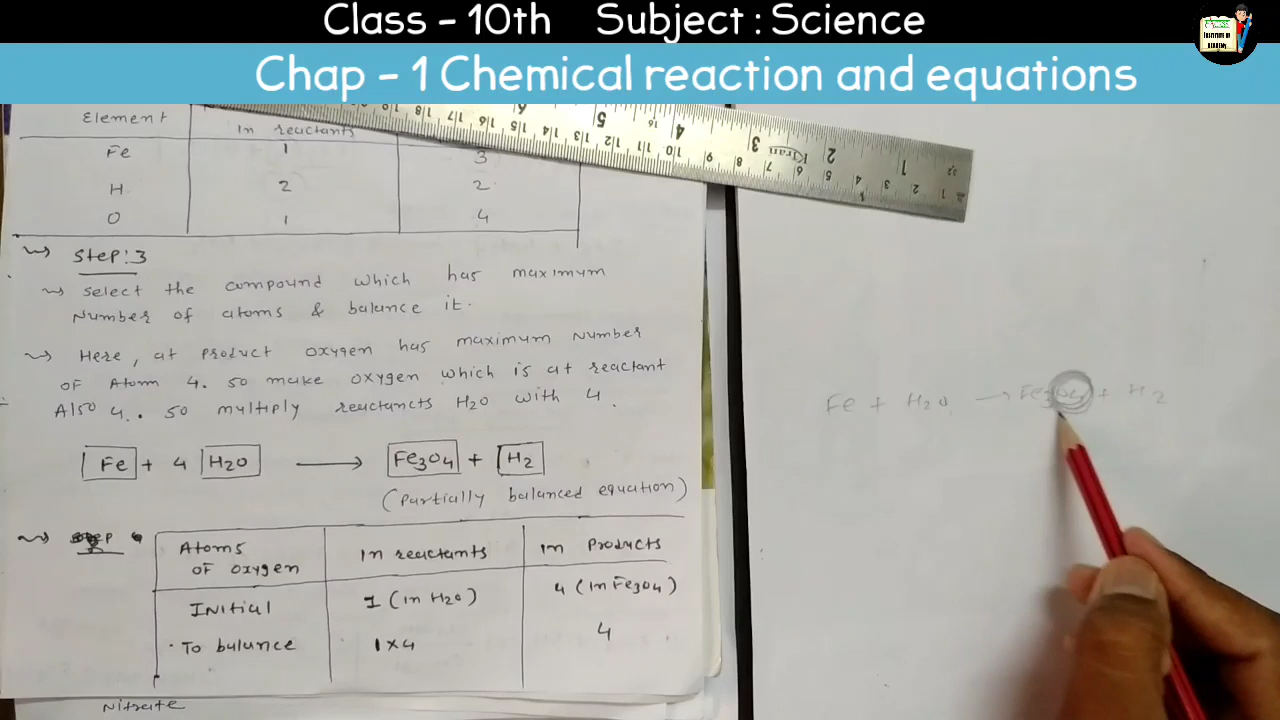 Class - 10th Subject : Science
Chap - 1 Chemical reaction and equations
Element In reactants
Fe 1 3
H 2 2
O 1 4
Step:3
Select the compound which has maximum
Number of atoms & balance it.
Here, at product oxygen has maximum Number
OF Atom 4. So make oxygen which is at reactant
Also 4. . So multiply reactancts H2O with 4.
Fe + 4 H2O ⟶ Fe3O4 + H2
(Partially balanced equation)
Atoms OF oxygen In reactants In Products
Initial 1 (in H2O) 4 (in Fe3O4)
To balance 1×4 4
Nitrate
Fe + H2O → Fe3O4 + H2
Kiran